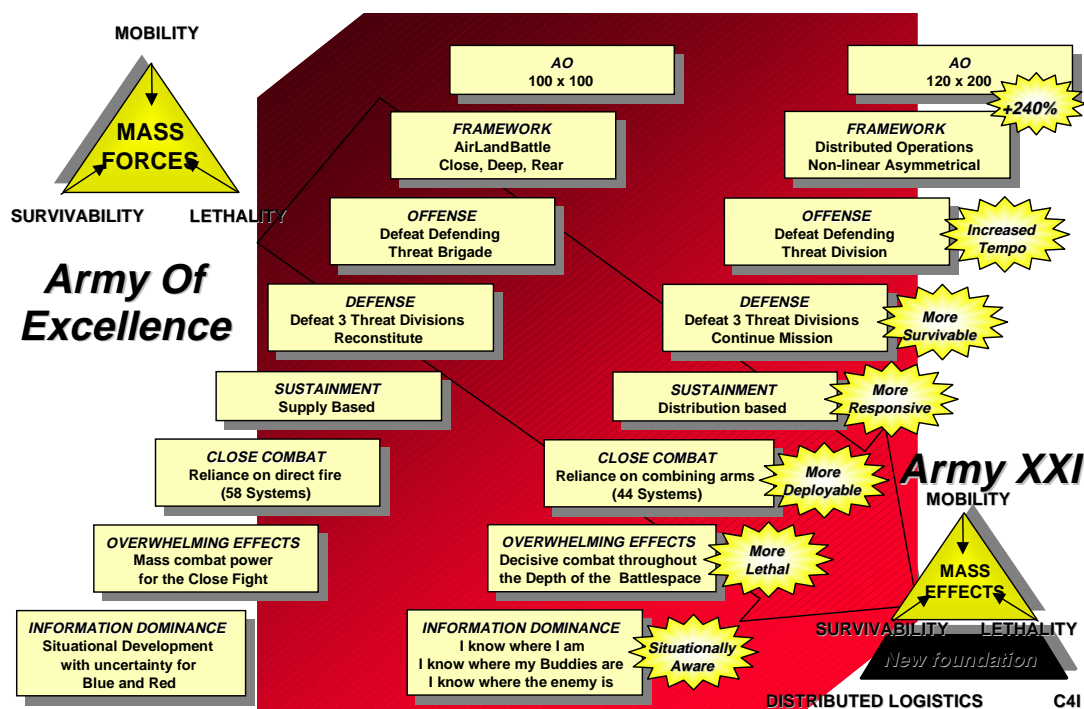 MOBILITY
MASS
FORCES
SURVIVABILITY
LETHALITY
Army Of
Excellence
AO
100 x 100
FRAMEWORK
AirLandBattle
Close, Deep, Rear
OFFENSE
Defeat Defending
Threat Brigade
DEFENSE
Defeat 3 Threat Divisions
Reconstitute
SUSTAINMENT
Supply Based
CLOSE COMBAT
Reliance on direct fire
(58 Systems)
OVERWHELMING EFFECTS
Mass combat power
for the Close Fight
INFORMATION DOMINANCE
Situational Development
with uncertainty for
Blue and Red
AO
120 x 200
+240%
FRAMEWORK
Distributed Operations
Non-linear Asymmetrical
OFFENSE
Defeat Defending
Threat Division
Increased
Tempo
DEFENSE
Defeat 3 Threat Divisions
Continue Mission
More
Survivable
SUSTAINMENT
Distribution based
More
Responsive
CLOSE COMBAT
Reliance on combining arms
(44 Systems)
More
Deployable
OVERWHELMING EFFECTS
Decisive combat throughout
the Depth of the Battlespace
More
Lethal
INFORMATION DOMINANCE
I know where I am
I know where my Buddies are
I know where the enemy is
Situationally
Aware
Army XXI
MOBILITY
MASS
EFFECTS
SURVIVABILITY
LETHALITY
New foundation
DISTRIBUTED LOGISTICS
C4I